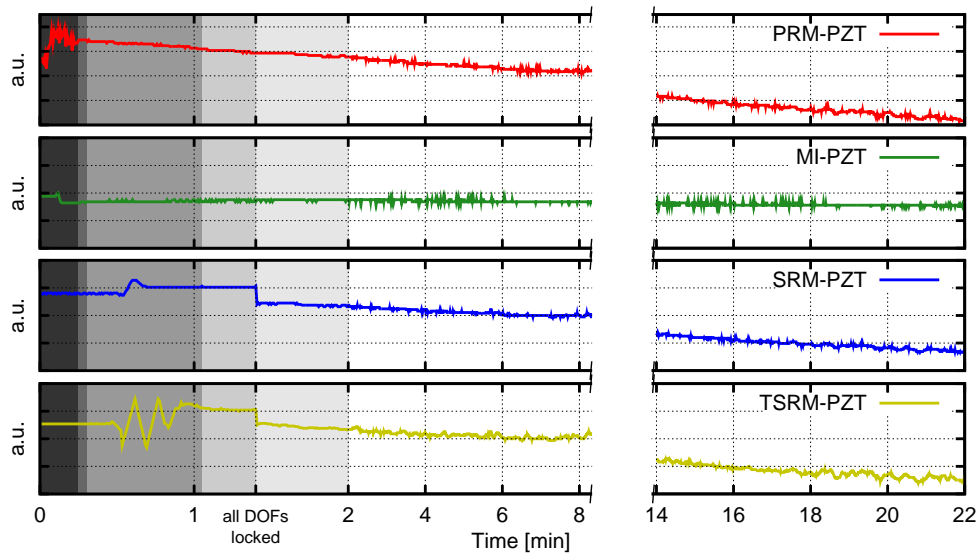 a.u.
PRM-PZT
a.u.
MI-PZT
a.u.
SRM-PZT
a.u.
TSRM-PZT
0 1 all DOFs 2 4 6 8 14 16 18 20 22
locked
Time [min]